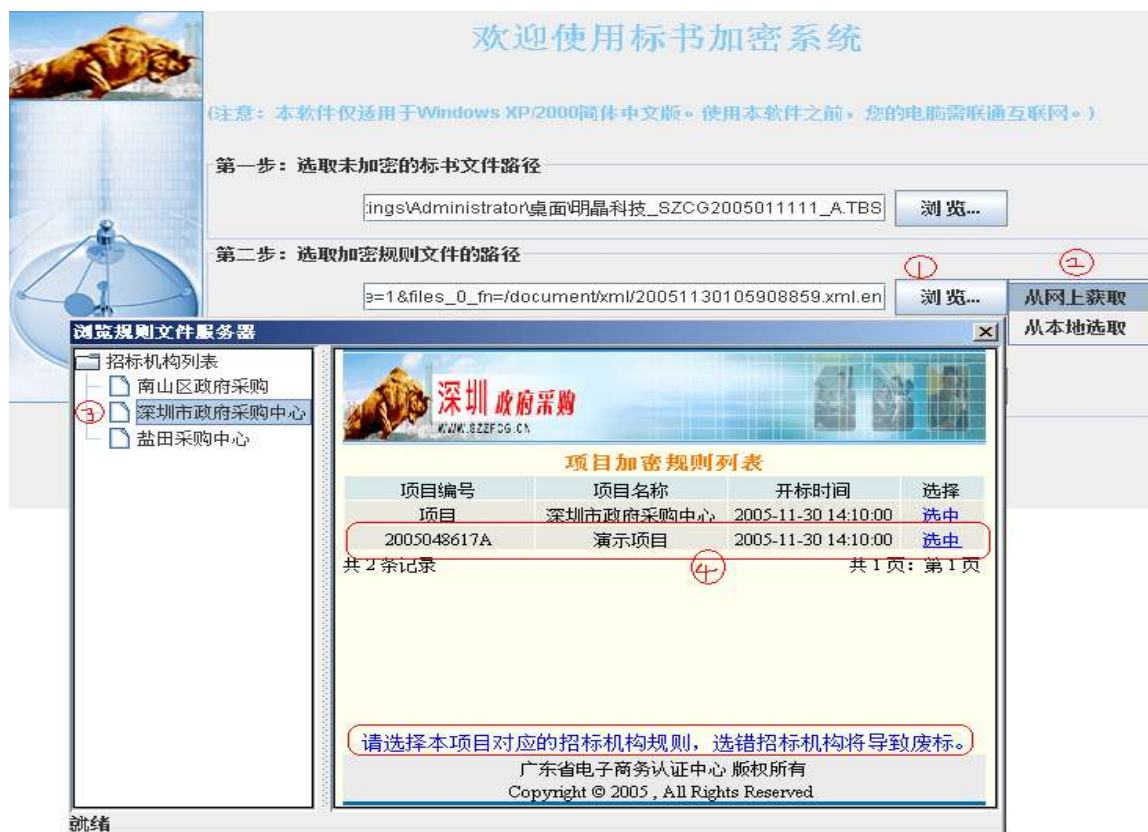 欢迎使用标书加密系统
(注意：本软件仅适用于Windows XP/2000简体中文版。使用本软件之前，您的电脑需联通互联网。)
第一步：选取未加密的标书文件路径
:ings\Administrator\桌面\明晶科技_SZCG2005011111_A.TBS 浏 览...
第二步：选取加密规则文件的路径
① ②
e=1&files_0_fn=/document/xml/20051130105908859.xml.en 浏 览... 从网上获取
从本地选取
浏览规则文件服务器
招标机构列表
南山区政府采购
③ 深圳市政府采购中心
盐田采购中心
深圳 政府采购
WWW.SZZFCG.CN
项目加密规则列表
项目编号 项目名称 开标时间 选择
项目 深圳市政府采购中心 2005-11-30 14:10:00 选中
2005048617A 演示项目 2005-11-30 14:10:00 选中
共 2 条记录 ④ 共 1 页：第 1 页
请选择本项目对应的招标机构规则，选错招标机构将导致废标。
广东省电子商务认证中心 版权所有
Copyright © 2005 , All Rights Reserved
就绪